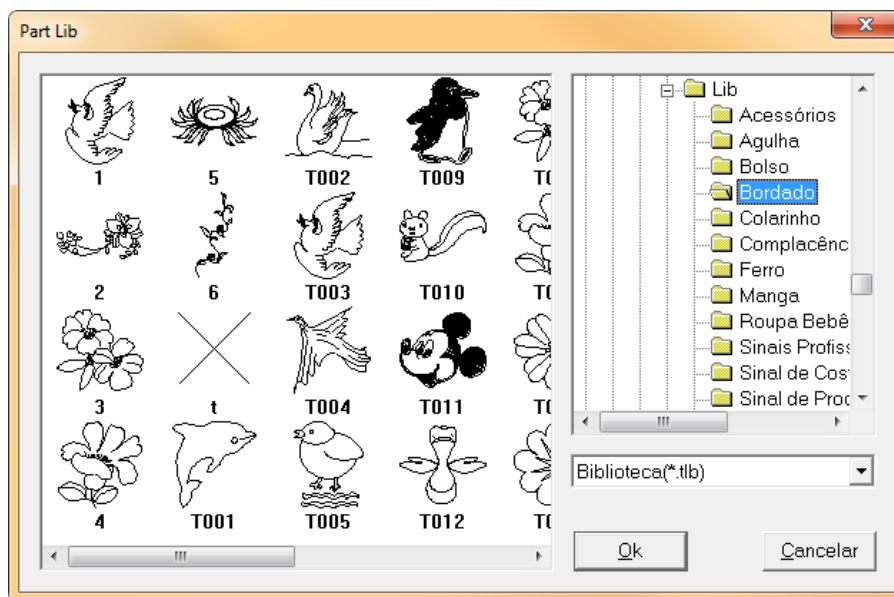 Part Lib
1 5 T002 T009
2 6 T003 T010
3 t T004 T011
4 T001 T005 T012
Lib
Acessórios
Agulha
Bolso
Bordado
Colarinho
Complacênc
Ferro
Manga
Roupa Bebê
Sinais Profis
Sinal de Cos
Sinal de Proc
Biblioteca(*.tlb)
Ok
Cancelar